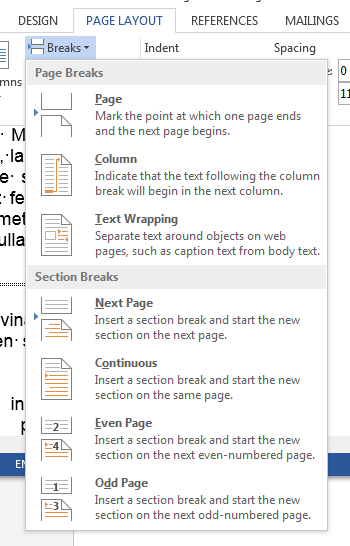 DESIGN PAGE LAYOUT REFERENCES MAILINGS
Breaks Indent Spacing
Page Breaks
Page
Mark the point at which one page ends
and the next page begins.
Column
Indicate that the text following the column
break will begin in the next column.
Text Wrapping
Separate text around objects on web
pages, such as caption text from body text.
Section Breaks
Next Page
Insert a section break and start the new
section on the next page.
Continuous
Insert a section break and start the new
section on the same page.
2
4
Even Page
Insert a section break and start the new
section on the next even-numbered page.
1
3
Odd Page
Insert a section break and start the new
section on the next odd-numbered page.